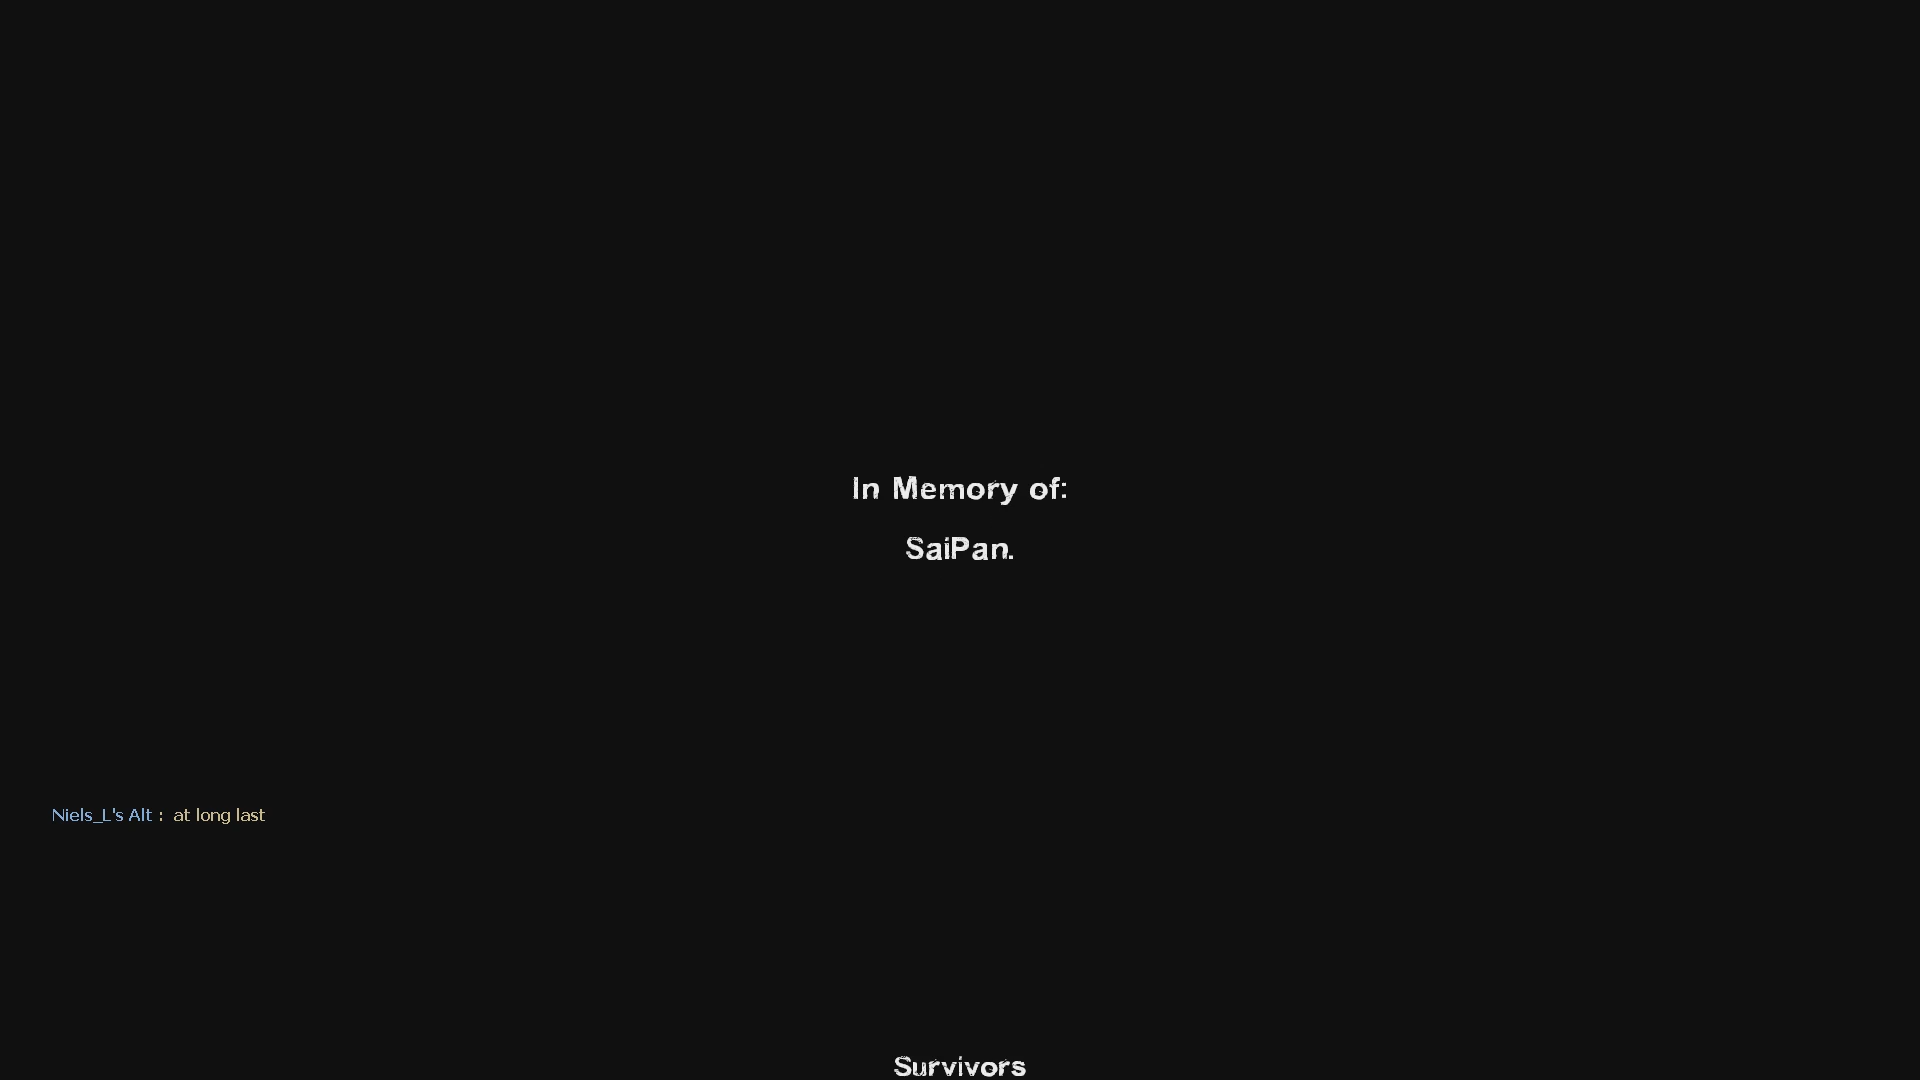 In Memory of:
SaiPan.
Niels_L's Alt :  at long last
Survivors